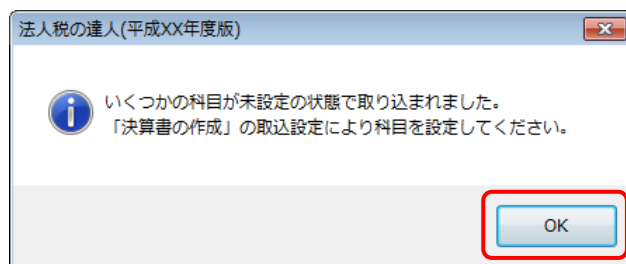 法人税の達人(平成XX年度版)
いくつかの科目が未設定の状態で取り込まれました。
「決算書の作成」の取込設定により科目を設定してください。
OK